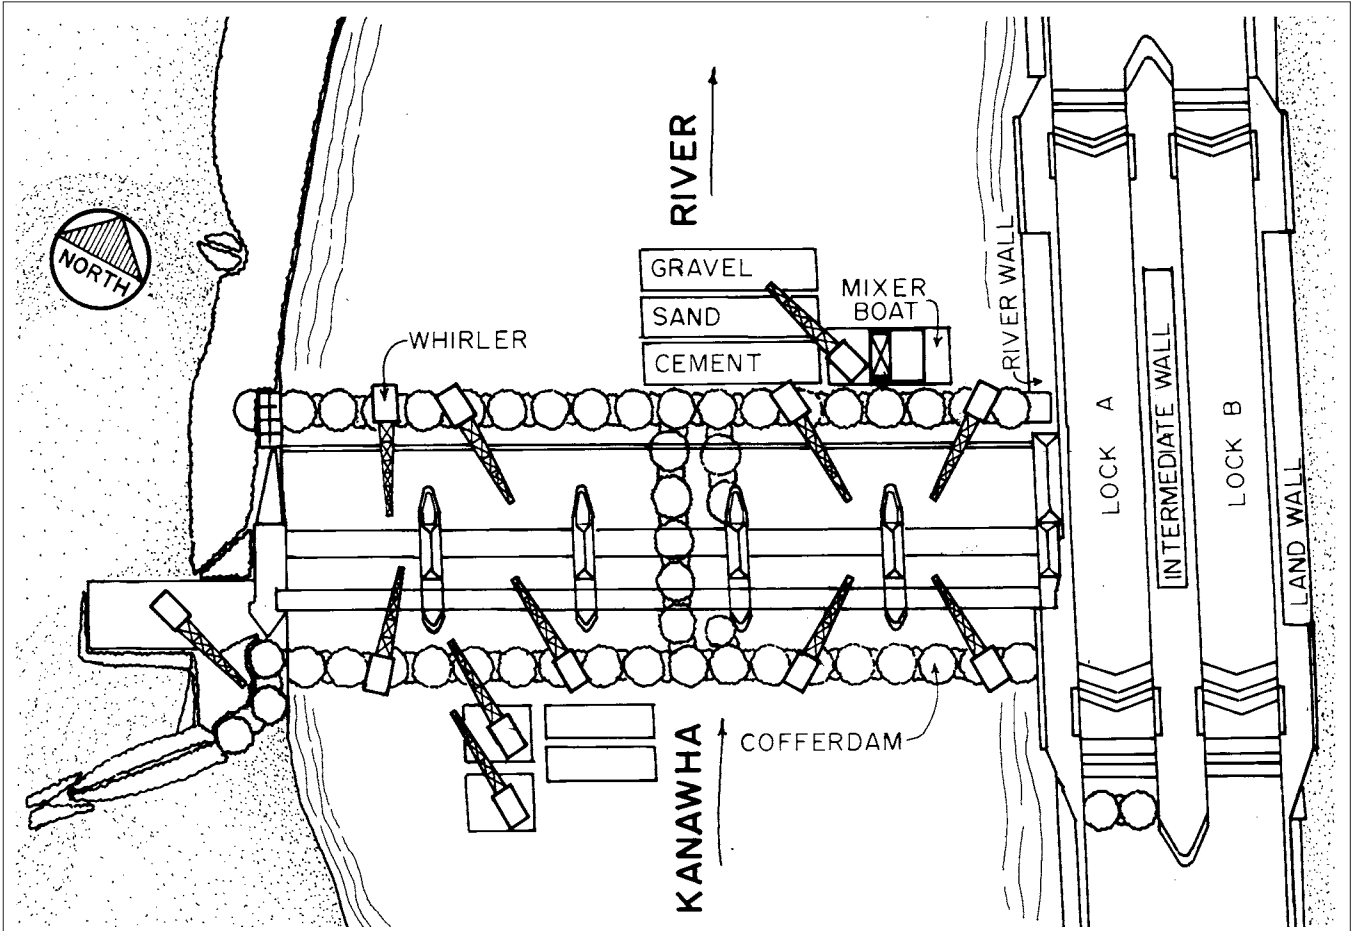 RIVER
NORTH
GRAVEL
SAND
CEMENT
MIXER
BOAT
RIVER WALL
WHIRLER
LOCK A
INTERMEDIATE WALL
LOCK B
LAND WALL
COFFERDAM
KANAWHA